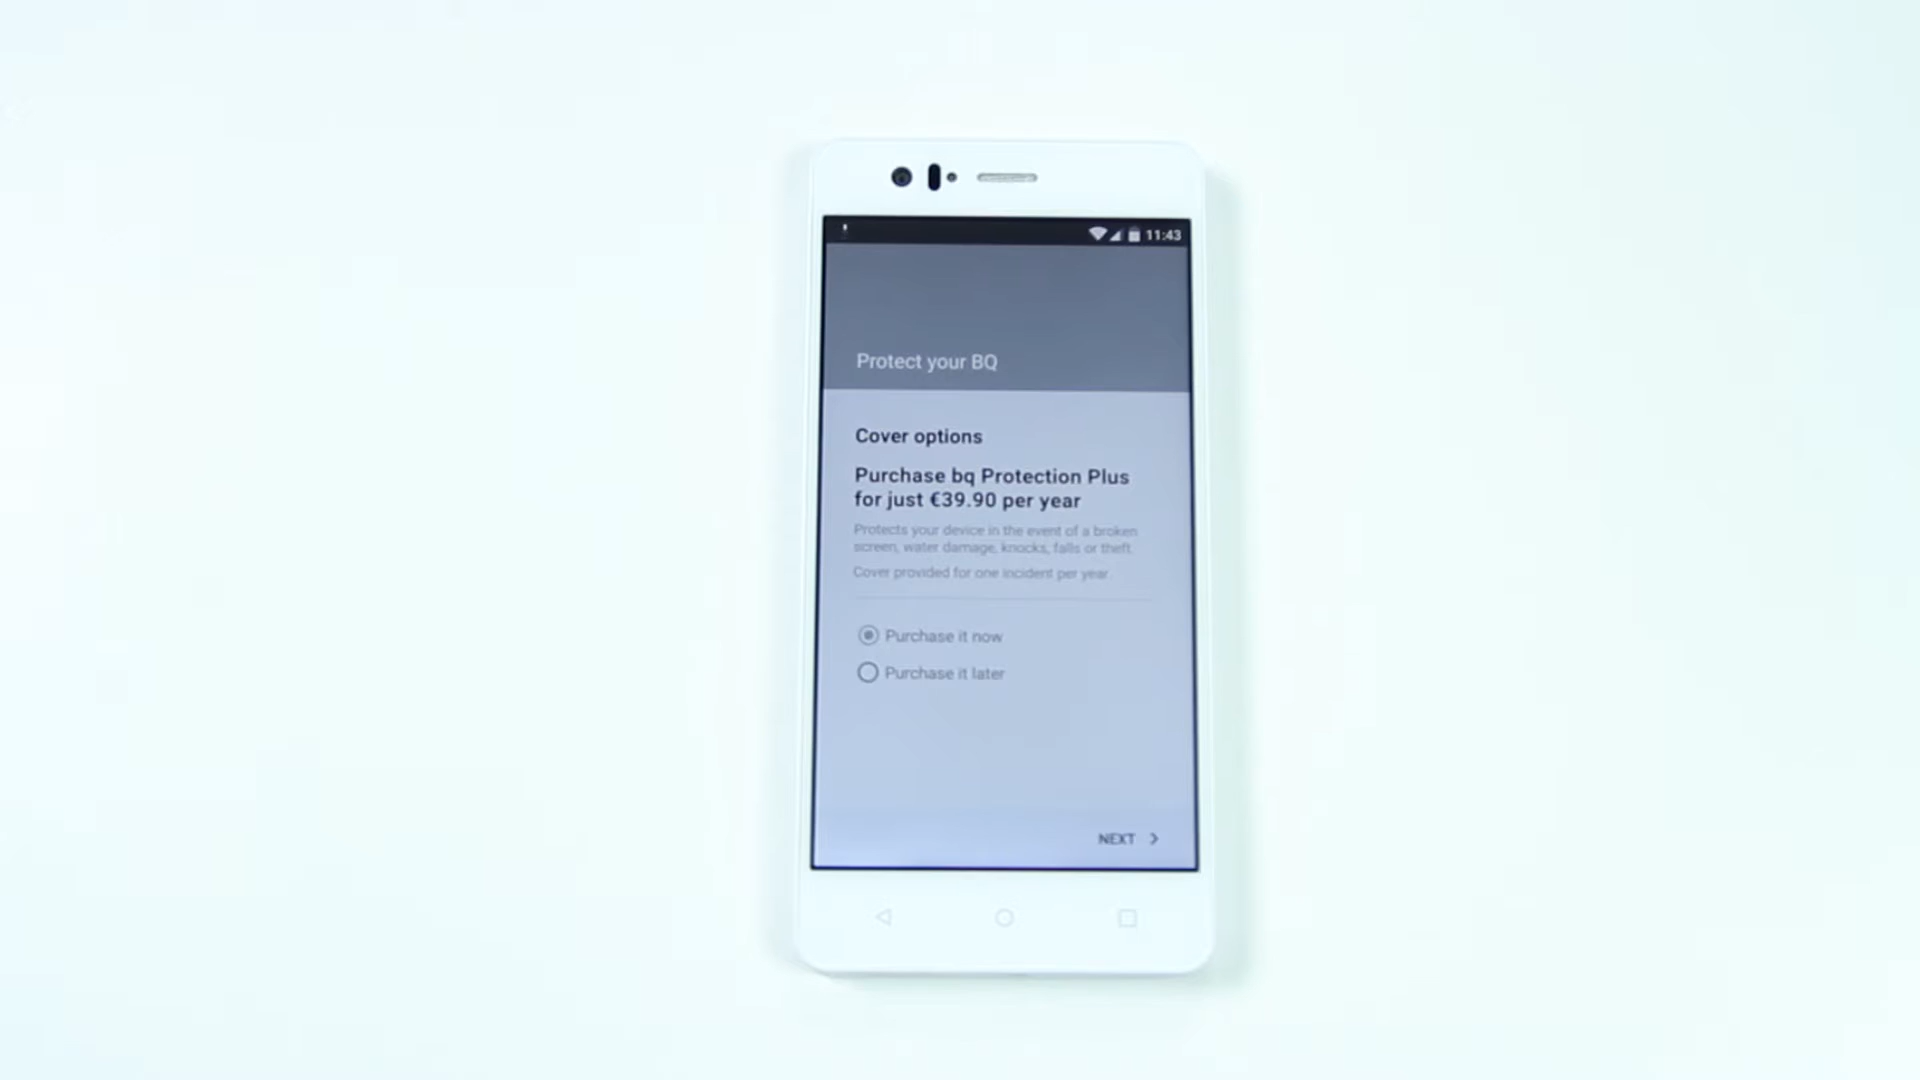 11:43
Protect your BQ
Cover options
Purchase bq Protection Plus
for just €39.90 per year
Protects your device in the event of a broken
screen, water damage, knocks, falls or theft.
Cover provided for one incident per year
Purchase it now
Purchase it later
NEXT